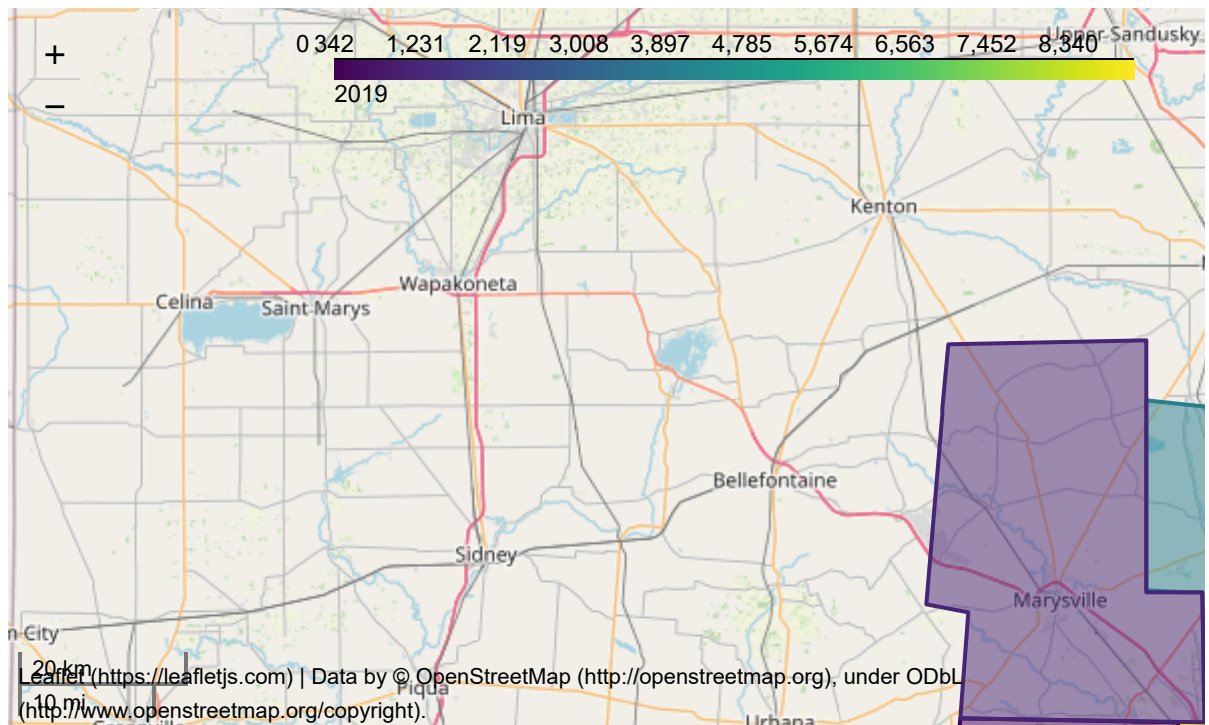 +
0 342 1,231 2,119 3,008 3,897 4,785 5,674 6,563 7,452 8,340
Upper Sandusky
−
2019
Lima
Kenton
Wapakoneta
Celina
Saint Marys
Bellefontaine
Sidney
Marysville
n City
20 km
Leaflet (https://leafletjs.com) | Data by © OpenStreetMap (http://openstreetmap.org), under ODbL
Piqua
10 mi
(http://www.openstreetmap.org/copyright).
Urbana